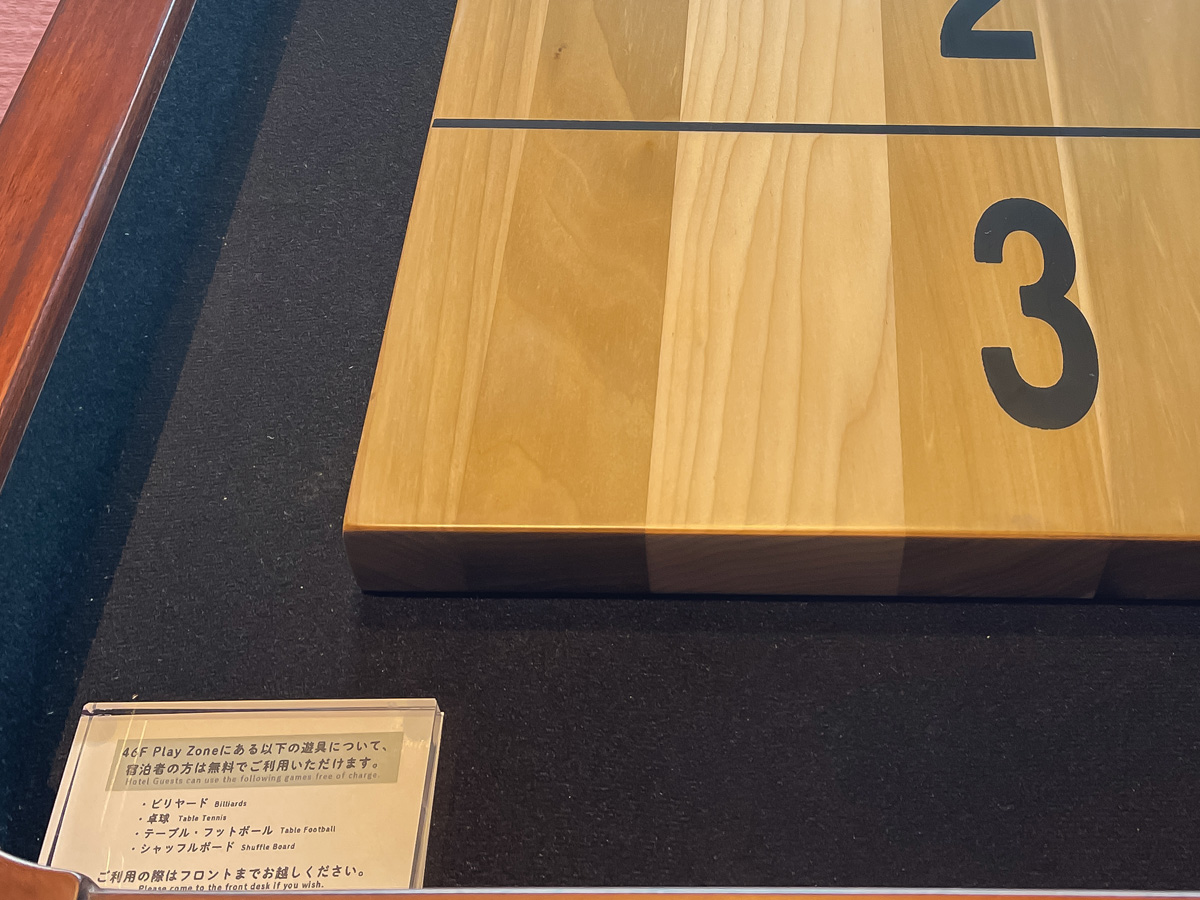 2
3
46F Play Zoneにある以下の遊具について、
宿泊者の方は無料でご利用いただけます。
Hotel Guests can use the following games free of charge.
・ビリヤード Billiards
・卓球 Table Tennis
・テーブル・フットボール Table Football
・シャッフルボード Shuffle Board
ご利用の際はフロントまでお越しください。
Please come to the front desk if you wish.